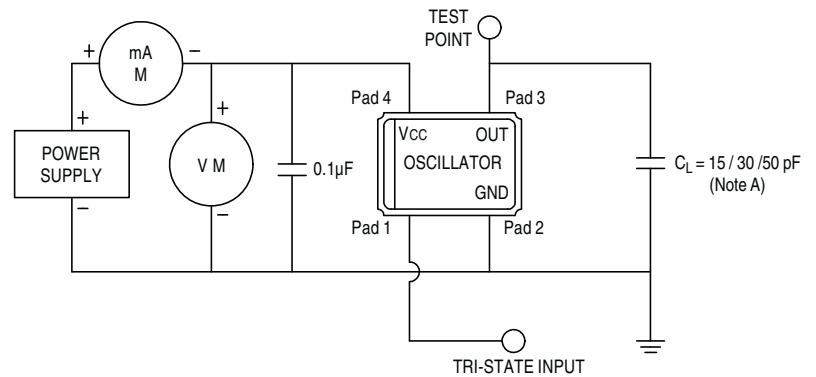 TEST
POINT
+
mA
M
−
Pad 4
Pad 3
+
+
VCC
OUT
POWER
SUPPLY
V M
0.1µF
OSCILLATOR
CL = 15 / 30 /50 pF
(Note A)
GND
−
−
Pad 1
Pad 2
TRI-STATE INPUT